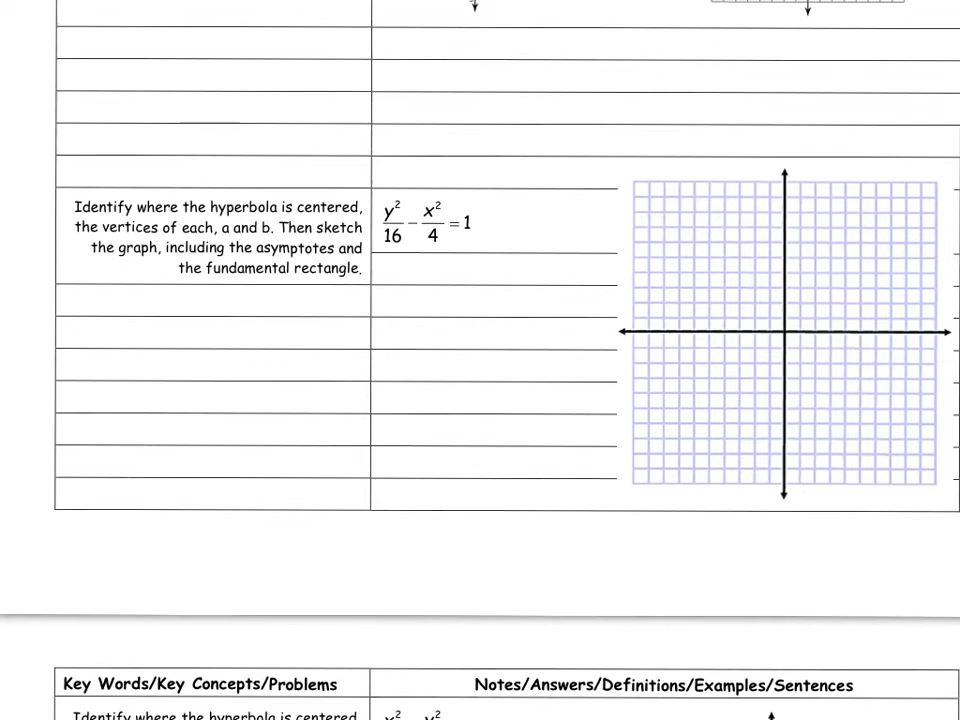 Identify where the hyperbola is centered,
the vertices of each, a and b. Then sketch
the graph, including the asymptotes and
the fundamental rectangle.
y²/16 - x²/4 = 1
Key Words/Key Concepts/Problems
Notes/Answers/Definitions/Examples/Sentences
Identify where the hyperbola is centered
x² y²